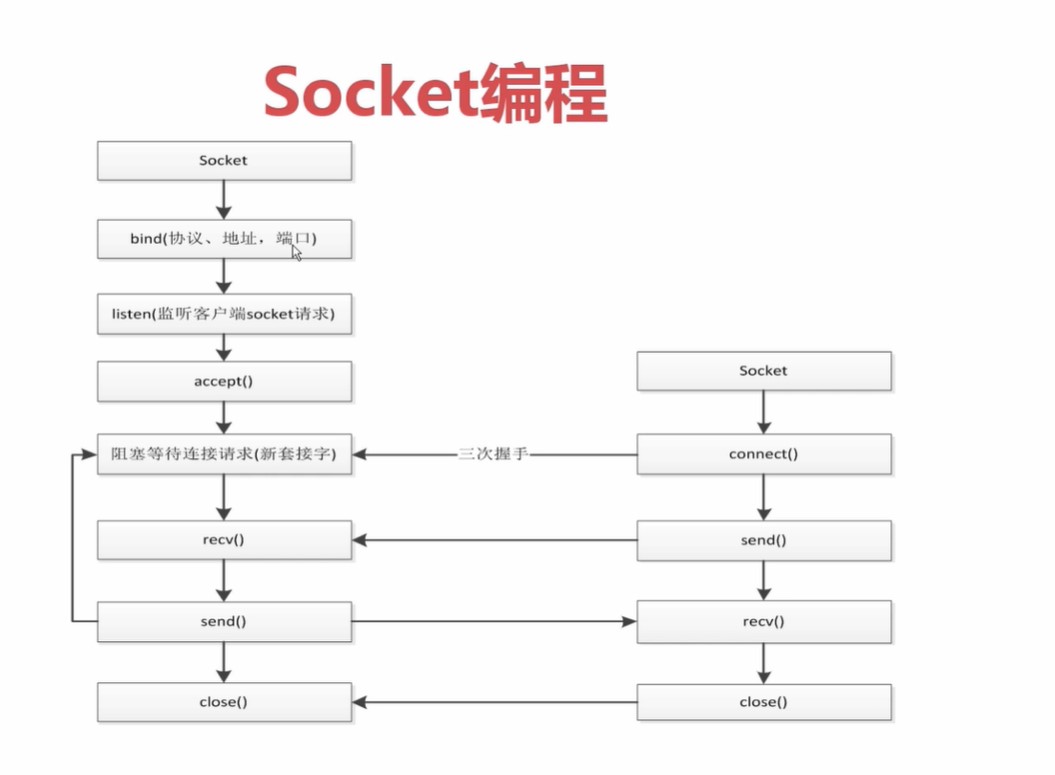 Socket编程
Socket
bind(协议、地址，端口)
listen(监听客户端socket请求)
accept()
阻塞等待连接请求(新套接字)
recv()
send()
close()
三次握手
Socket
connect()
send()
recv()
close()